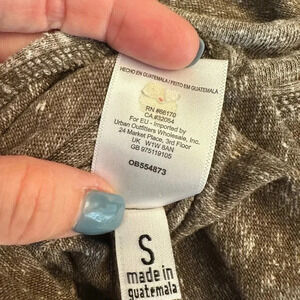 HECHO EN GUATEMALA / FEITO EM GUATEMALA
RN #66170
CA #32054
For EU - Imported by
Urban Outfitters Wholesale, Inc.
24 Market Place, 3rd Floor
UK W1W 8AN
GB 975119105
OB554873
S
made in
guatemala